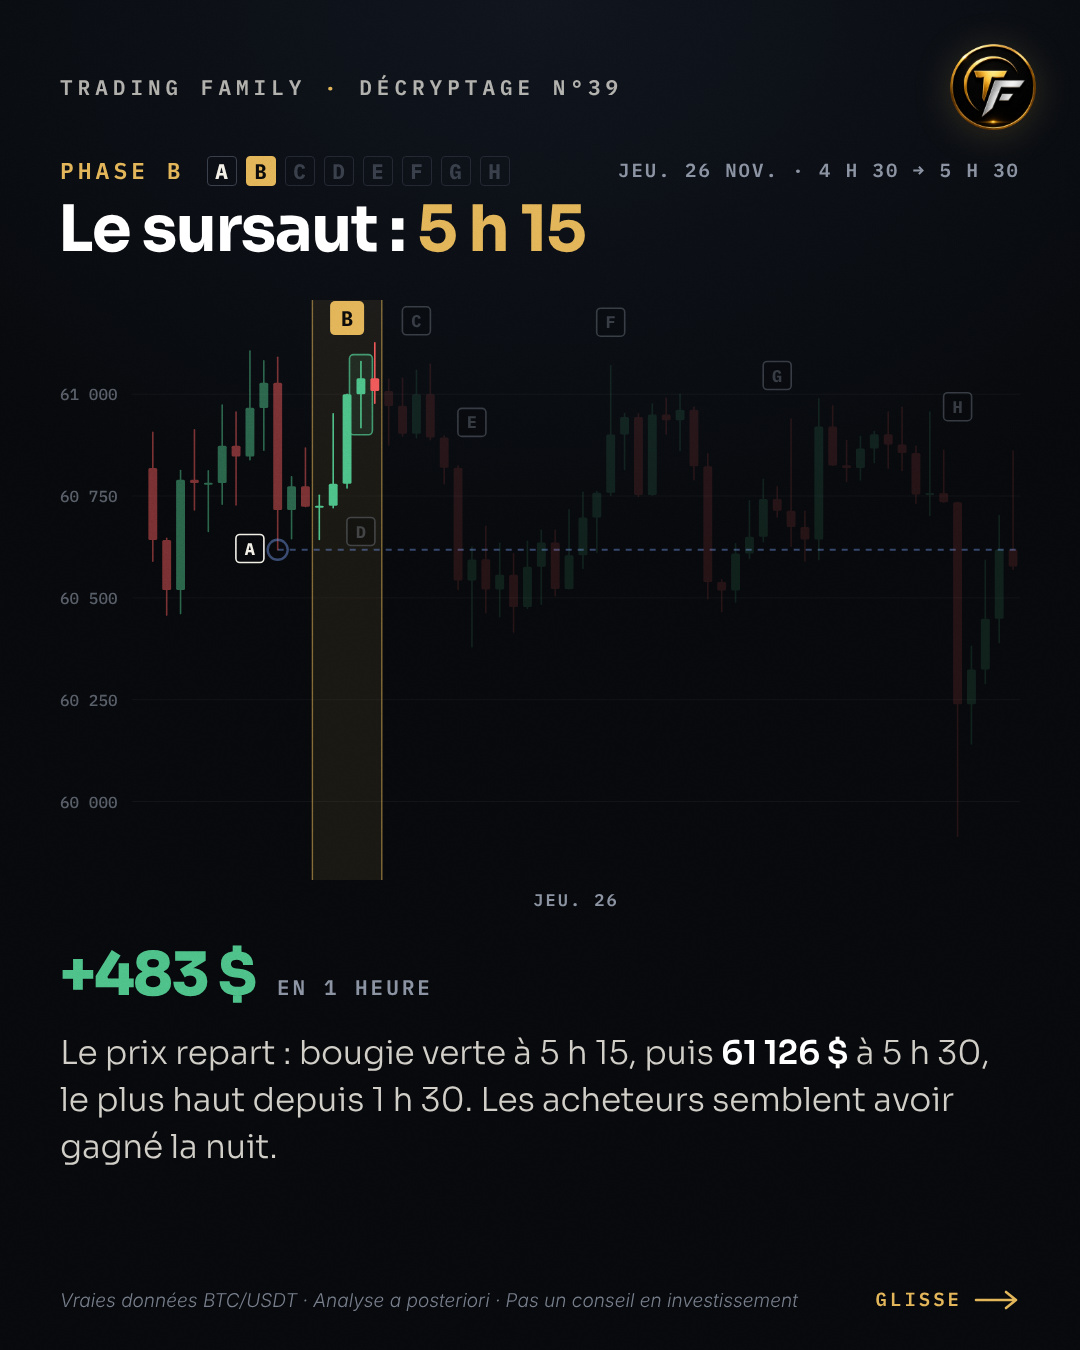 TRADING FAMILY · DÉCRYPTAGE N°39
TF
PHASE B A B C D E F G H
JEU. 26 NOV. · 4 H 30 → 5 H 30
Le sursaut : 5 h 15
B
C
F
G
H
E
D
A
61 000
60 750
60 500
60 250
60 000
JEU. 26
+483 $ EN 1 HEURE
Le prix repart : bougie verte à 5 h 15, puis 61 126 $ à 5 h 30,
le plus haut depuis 1 h 30. Les acheteurs semblent avoir
gagné la nuit.
Vraies données BTC/USDT · Analyse a posteriori · Pas un conseil en investissement
GLISSE →